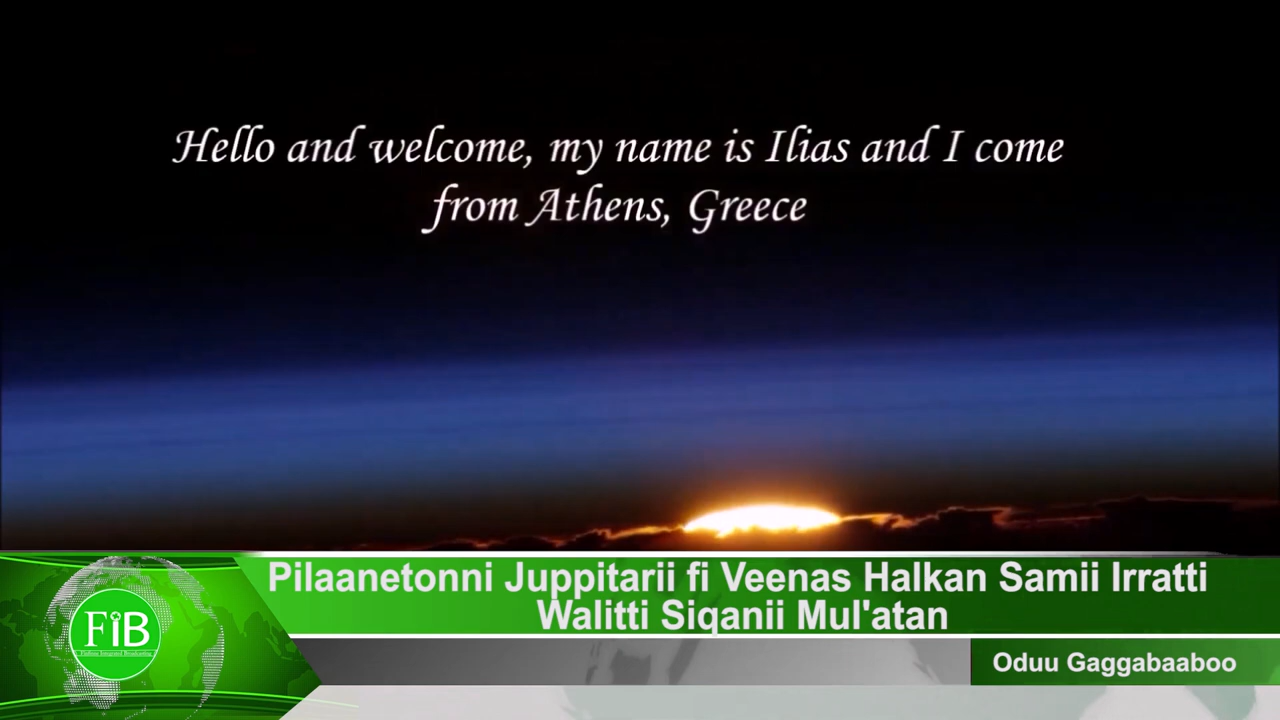 Hello and welcome, my name is Ilias and I come
from Athens, Greece
Pilaanetonni Juppitarii fi Veenas Halkan Samii Irratti
Walitti Siqanii Mul'atan
FiB
Oduu Gaggabaaboo